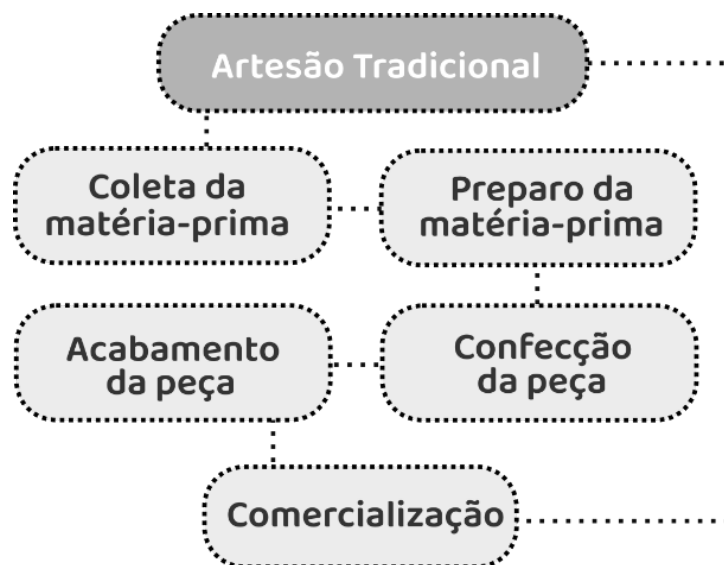 Artesão Tradicional
Coleta da
matéria-prima
Preparo da
matéria-prima
Acabamento
da peça
Confecção
da peça
Comercialização